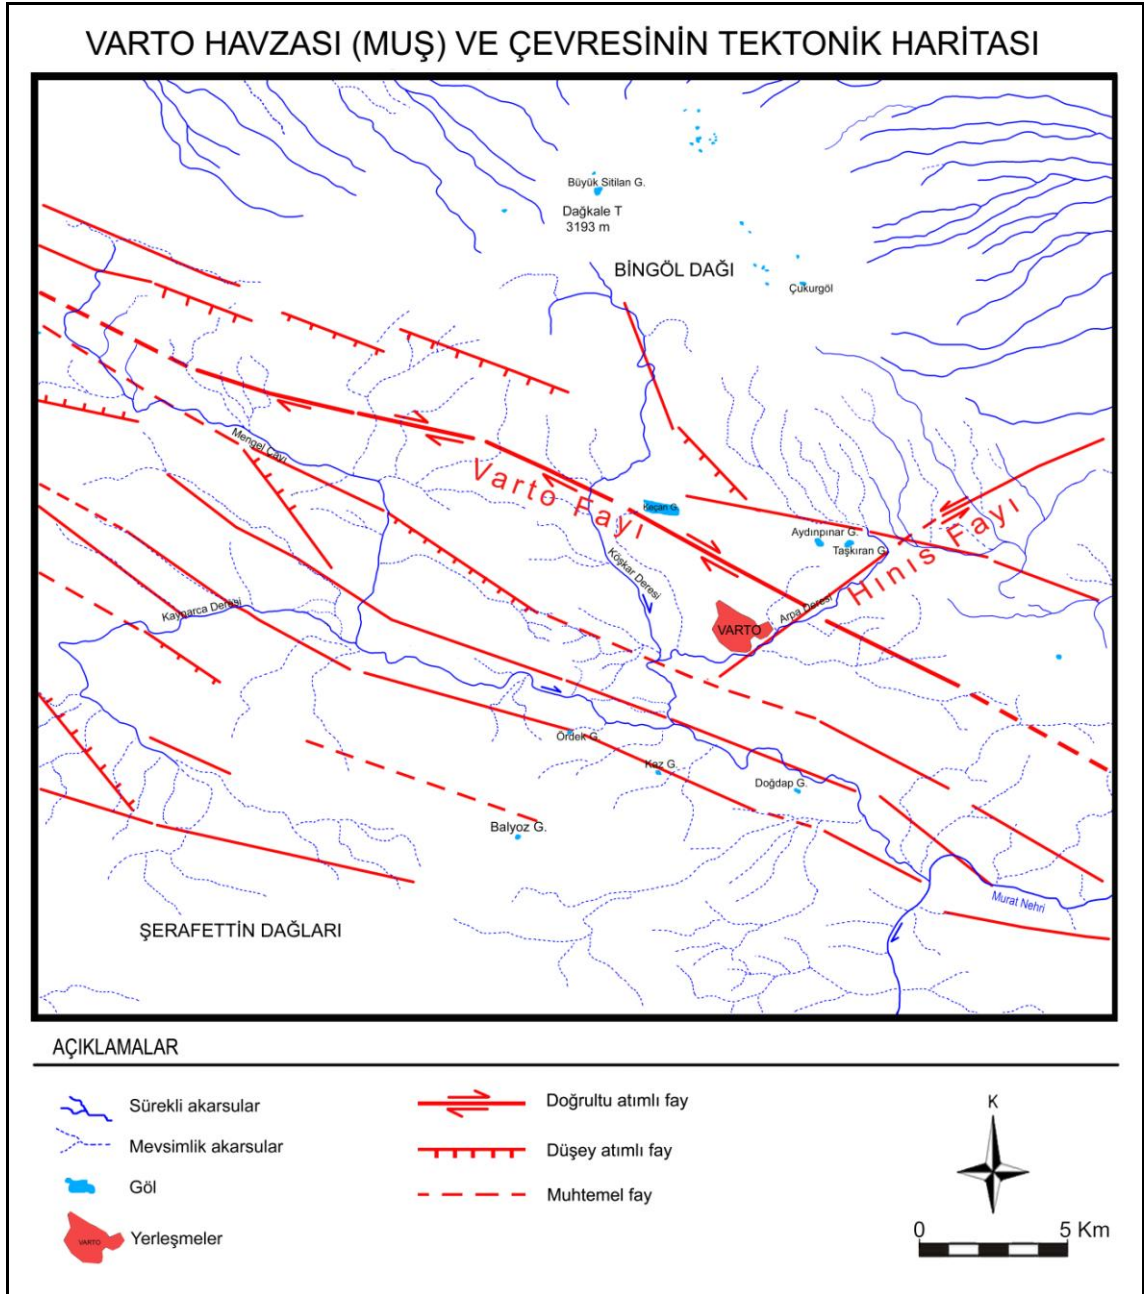 VARTO HAVZASI (MUŞ) VE ÇEVRESİNİN TEKTONİK HARİTASI
Büyük Sitilan G.
Dağkale T
3193 m
BİNGÖL DAĞI
Çukurgöl
Mengel Çayı
Varto Fayı
Keçan G.
Aydınpınar G.
Taşkıran G.
Hınıs Fayı
Köşkar Deresi
Kaynarca Deresi
Arpa Deresi
VARTO
Ördek G.
Kaz G.
Doğdap G.
Balyoz G.
Murat Nehri
ŞERAFETTİN DAĞLARI
AÇIKLAMALAR
Sürekli akarsular
Mevsimlik akarsular
Göl
VARTO
Yerleşmeler
Doğrultu atımlı fay
Düşey atımlı fay
Muhtemel fay
K
0 5 Km